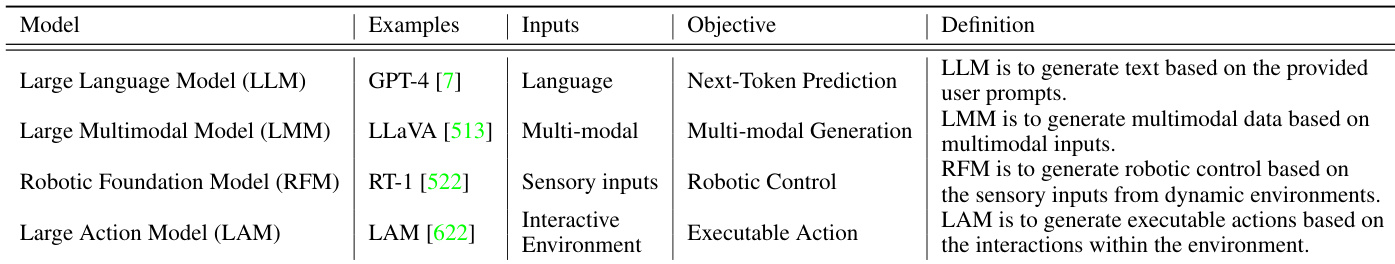 Model Examples Inputs Objective Definition
Large Language Model (LLM) GPT-4 [7] Language Next-Token Prediction LLM is to generate text based on the provided
user prompts.
Large Multimodal Model (LMM) LLaVA [513] Multi-modal Multi-modal Generation LMM is to generate multimodal data based on
multimodal inputs.
Robotic Foundation Model (RFM) RT-1 [522] Sensory inputs Robotic Control RFM is to generate robotic control based on
the sensory inputs from dynamic environments.
Large Action Model (LAM) LAM [622] Interactive
Environment Executable Action LAM is to generate executable actions based on
the interactions within the environment.